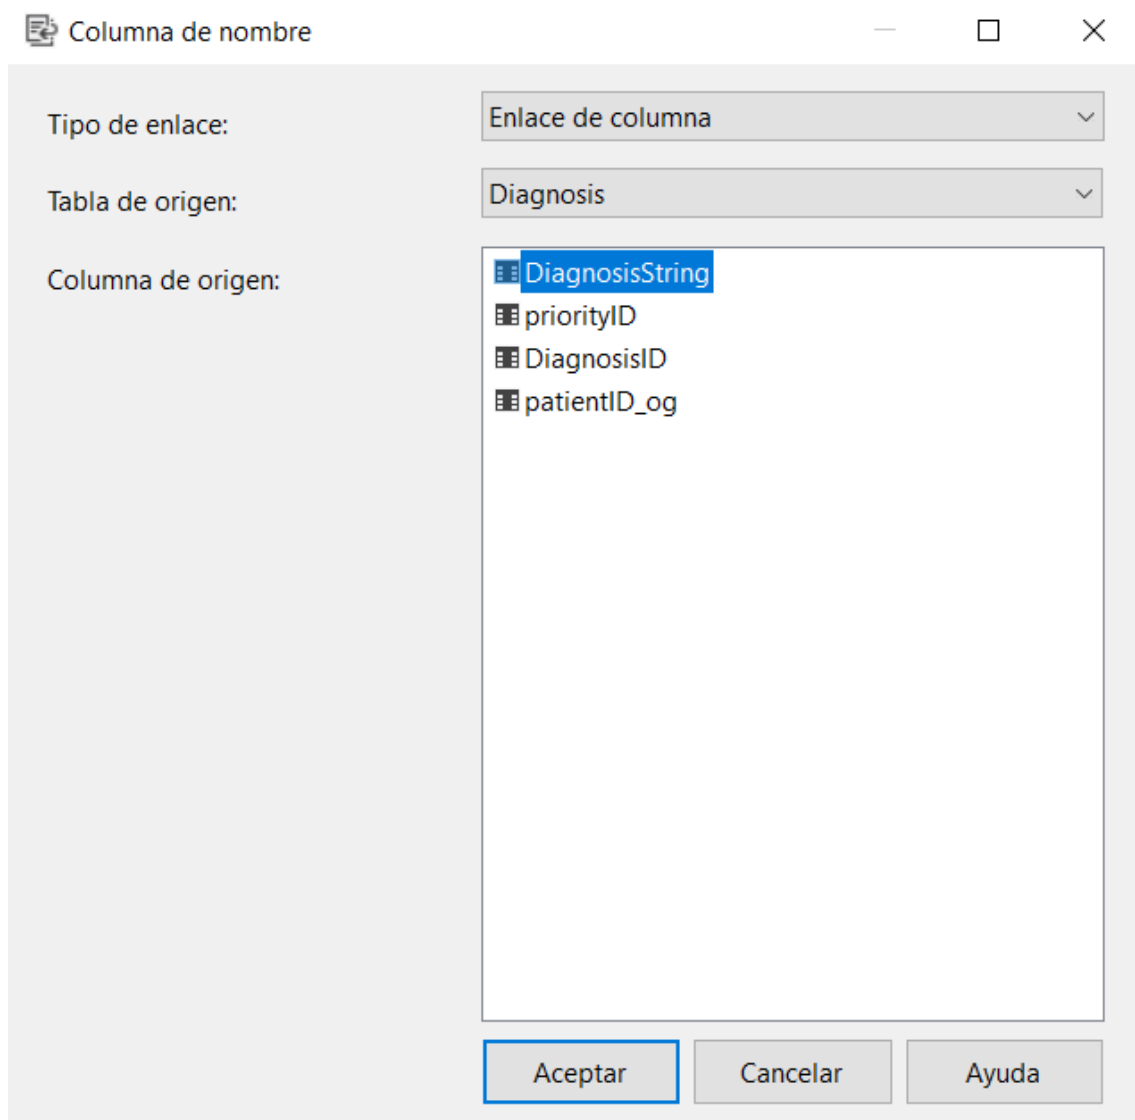 Columna de nombre
Tipo de enlace:
Enlace de columna
Tabla de origen:
Diagnosis
Columna de origen:
DiagnosisString
priorityID
DiagnosisID
patientID_og
Aceptar
Cancelar
Ayuda